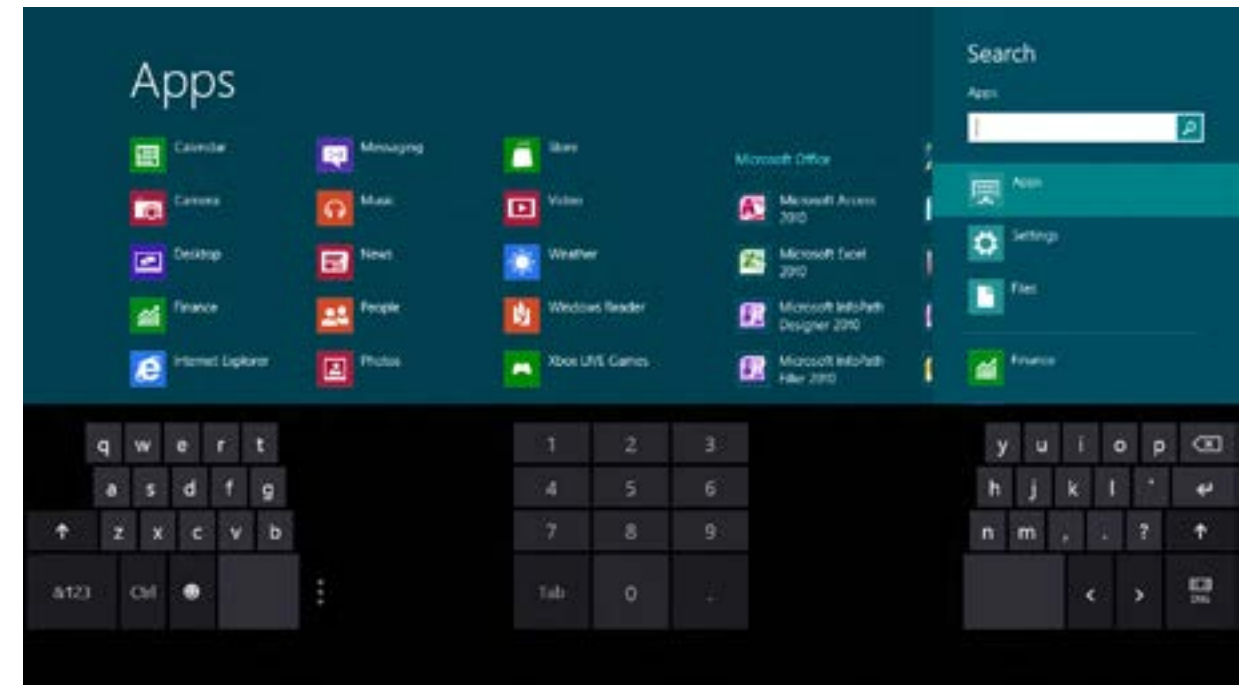 Apps
Calendar
Camera
Desktop
Finance
Internet Explorer
Messaging
Music
News
People
Photos
Store
Video
Weather
Windows Reader
Xbox LIVE Games
Microsoft Office
Microsoft Access
2010
Microsoft Excel
2010
Microsoft InfoPath
Designer 2010
Microsoft InfoPath
Filler 2010
Search
Apps
Apps
Settings
Files
Finance
q w e r t
a s d f g
z x c v b
&123 Ctrl
1 2 3
4 5 6
7 8 9
Tab 0 .
y u i o p
h j k l '
n m , . ?
< >